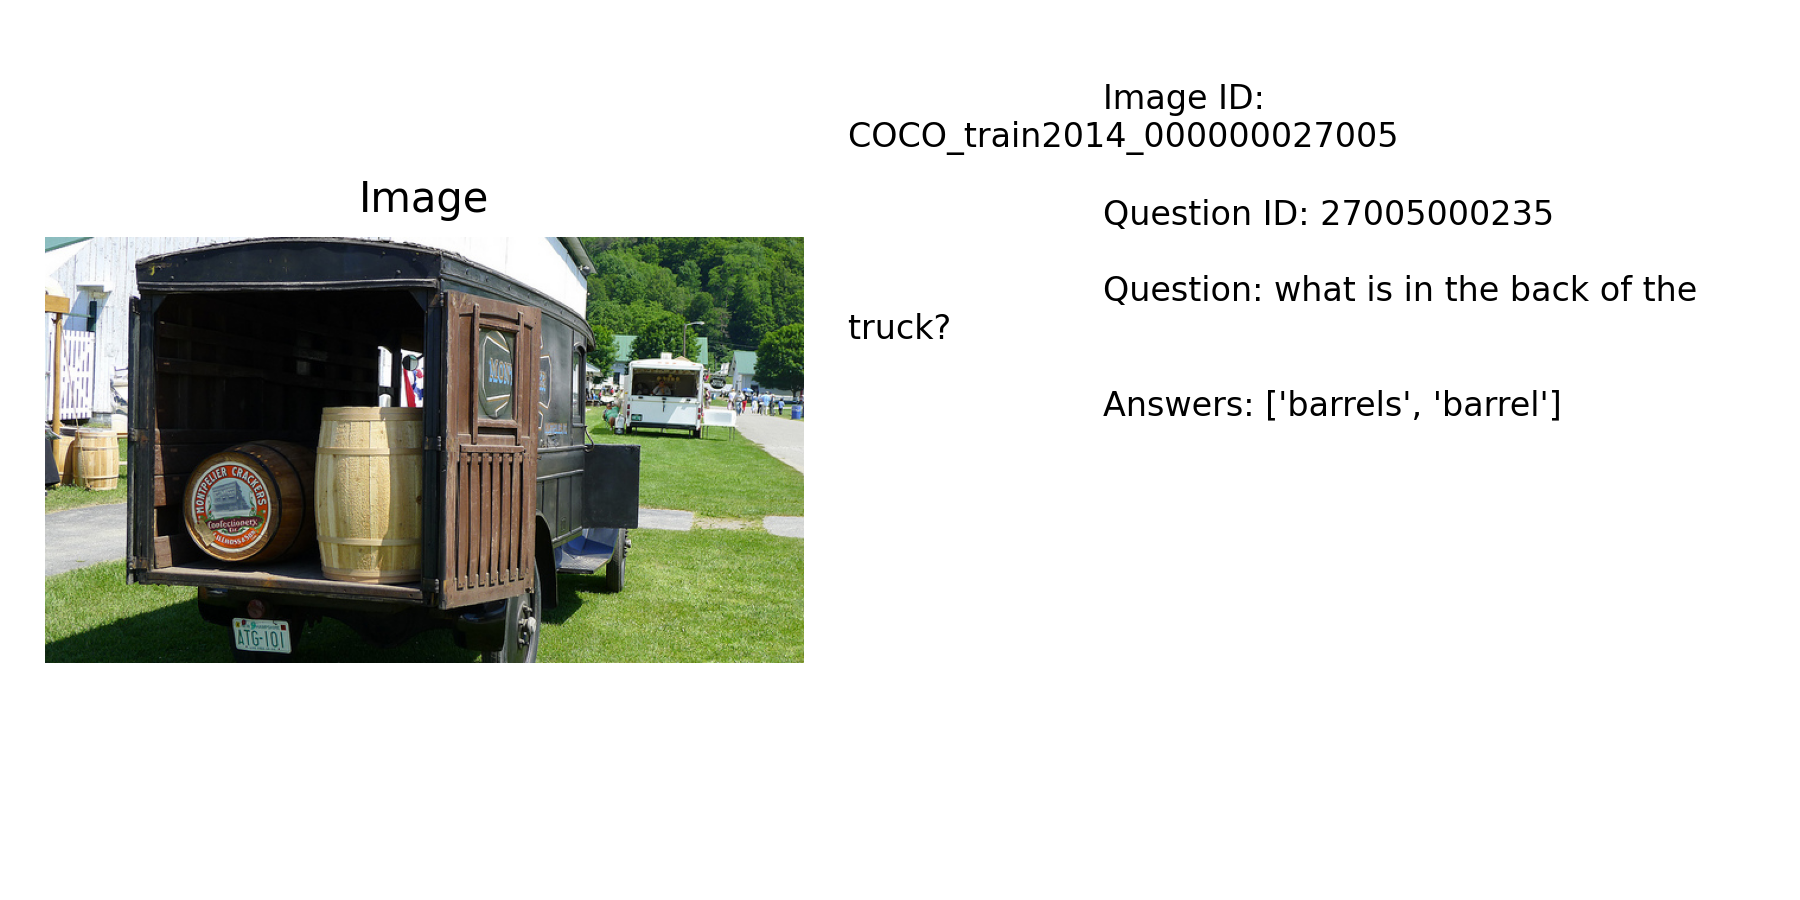 Image ID:
COCO_train2014_000000027005
Question ID: 27005000235
Question: what is in the back of the
truck?
Answers: ['barrels', 'barrel']
Image
MONTPELIER CRACKERS
Confectionery
ATG-101